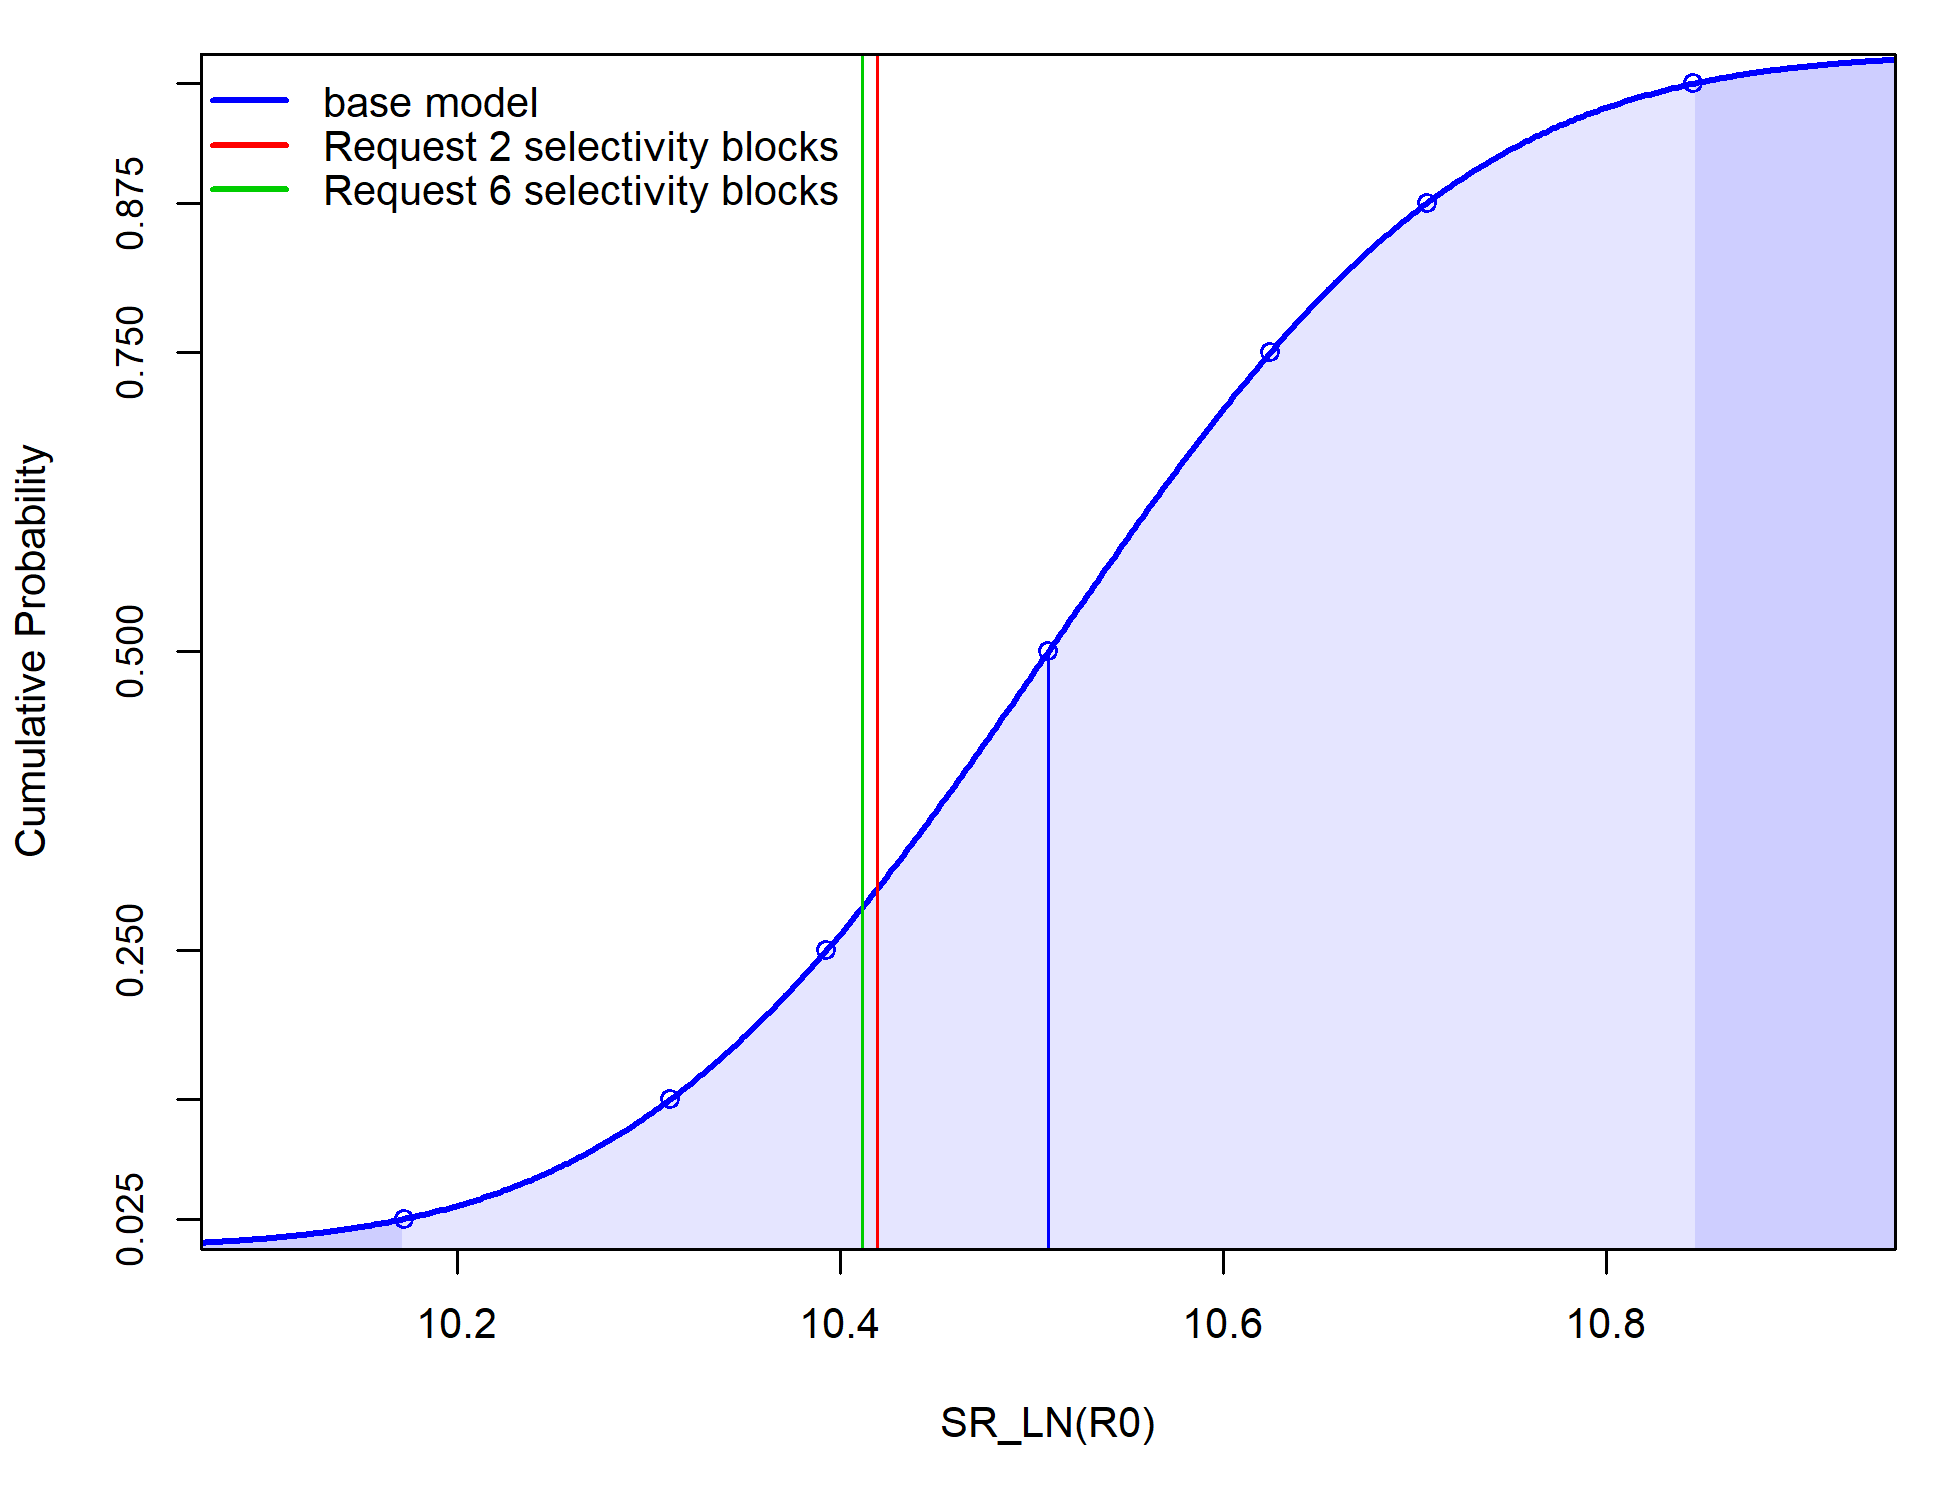 base model
Request 2 selectivity blocks
Request 6 selectivity blocks
Cumulative Probability
0.875
0.750
0.500
0.250
0.025
10.2
10.4
10.6
10.8
SR_LN(R0)